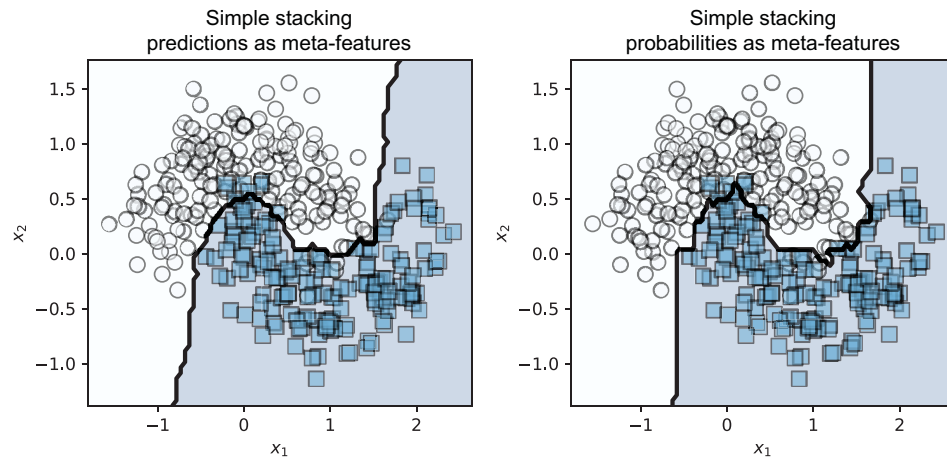 Simple stacking
predictions as meta-features
1.5
1.0
0.5
0.0
−0.5
−1.0
x₂
−1
0
1
2
x₁
Simple stacking
probabilities as meta-features
1.5
1.0
0.5
0.0
−0.5
−1.0
x₂
−1
0
1
2
x₁